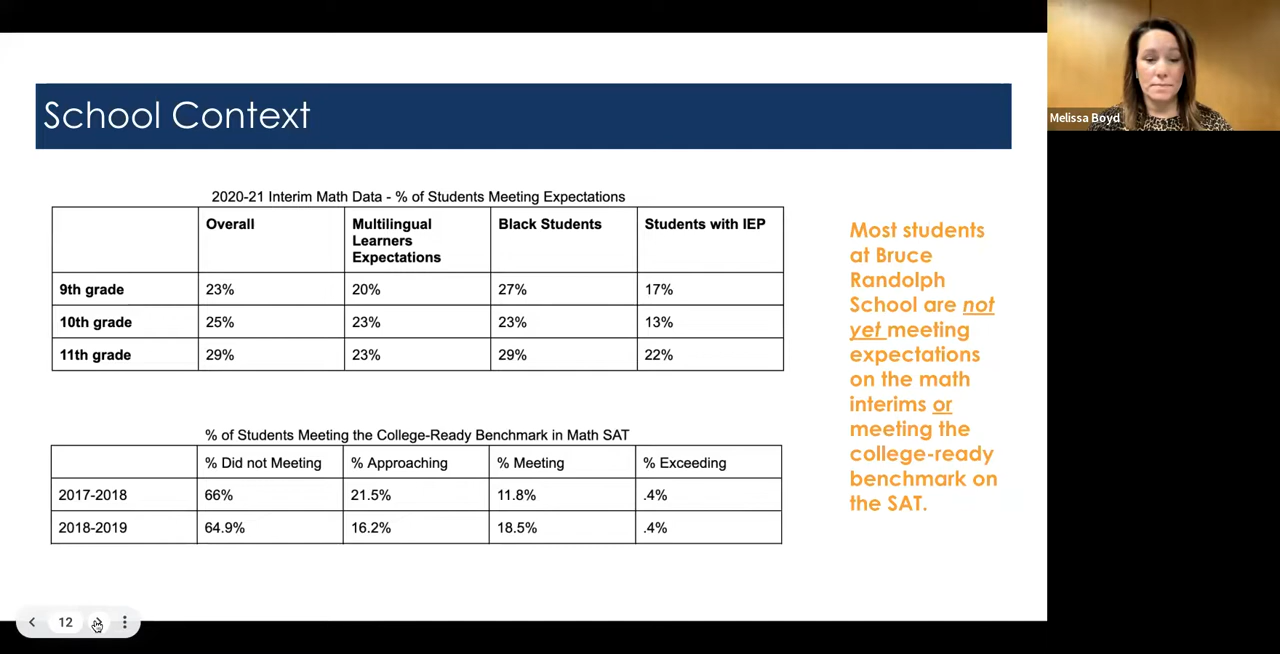 School Context
Melissa Boyd
2020-21 Interim Math Data - % of Students Meeting Expectations
Overall
Multilingual
Learners
Expectations
Black Students
Students with IEP
9th grade 23% 20% 27% 17%
10th grade 25% 23% 23% 13%
11th grade 29% 23% 29% 22%
% of Students Meeting the College-Ready Benchmark in Math SAT
% Did not Meeting % Approaching % Meeting % Exceeding
2017-2018 66% 21.5% 11.8% .4%
2018-2019 64.9% 16.2% 18.5% .4%
Most students
at Bruce
Randolph
School are not
yet meeting
expectations
on the math
interims or
meeting the
college-ready
benchmark on
the SAT.
12